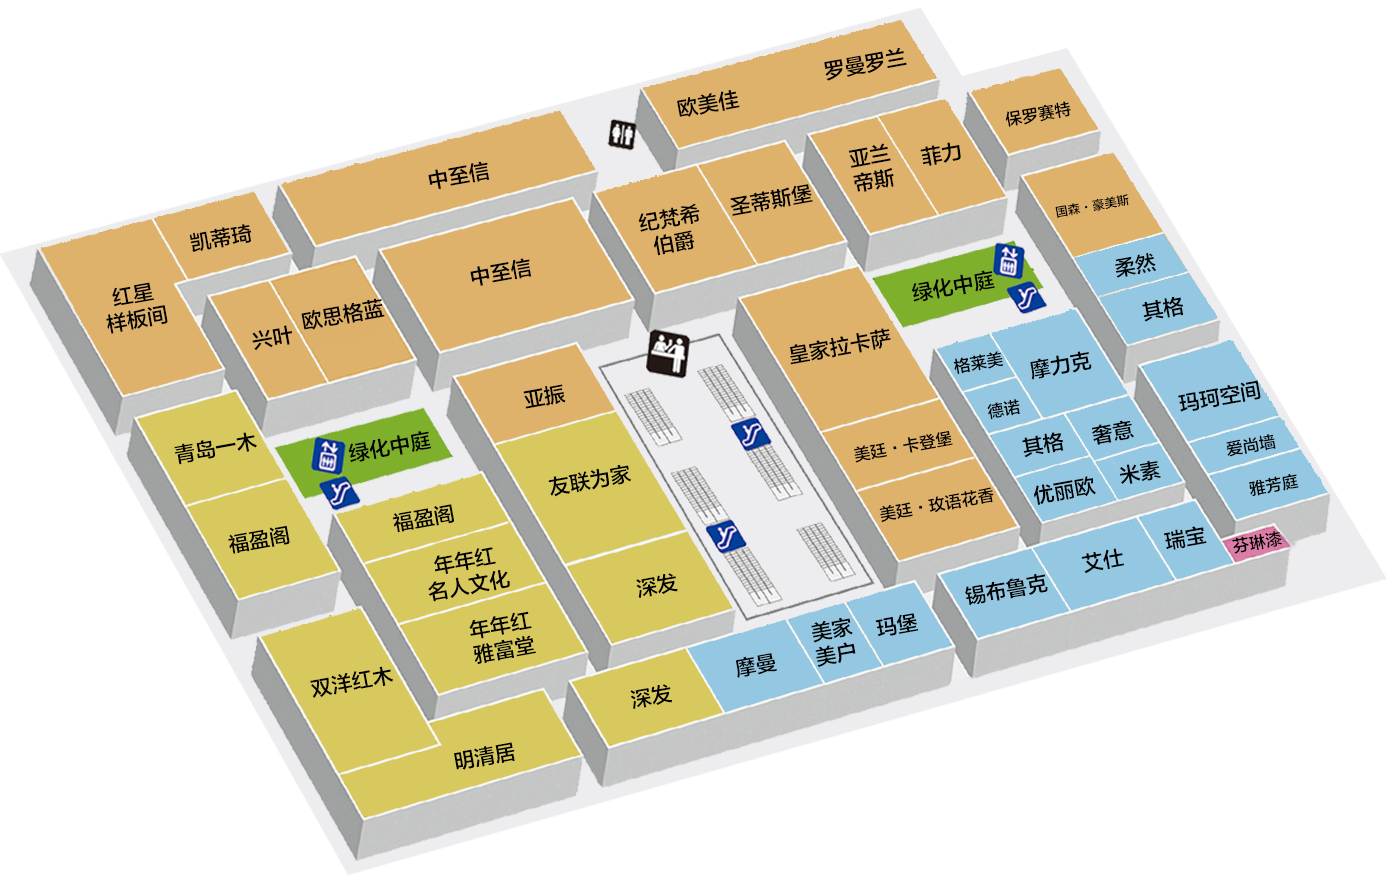 罗曼罗兰
欧美佳
保罗赛特
中至信
亚兰
帝斯
菲力
凯蒂琦
纪梵希
伯爵
圣蒂斯堡
国森·豪美斯
红星
样板间
中至信
柔然
绿化中庭
其格
兴叶
欧思格蓝
皇家拉卡萨
格莱美
摩力克
亚振
德诺
玛珂空间
青岛一木
绿化中庭
友联为家
美廷·卡登堡
其格
奢意
爱尚墙
福盈阁
福盈阁
美廷·玫语花香
优丽欧
米素
雅芳庭
年年红
名人文化
深发
锡布鲁克
艾仕
瑞宝
芬琳漆
年年红
雅富堂
双洋红木
深发
摩曼
美家
美户
玛堡
明清居